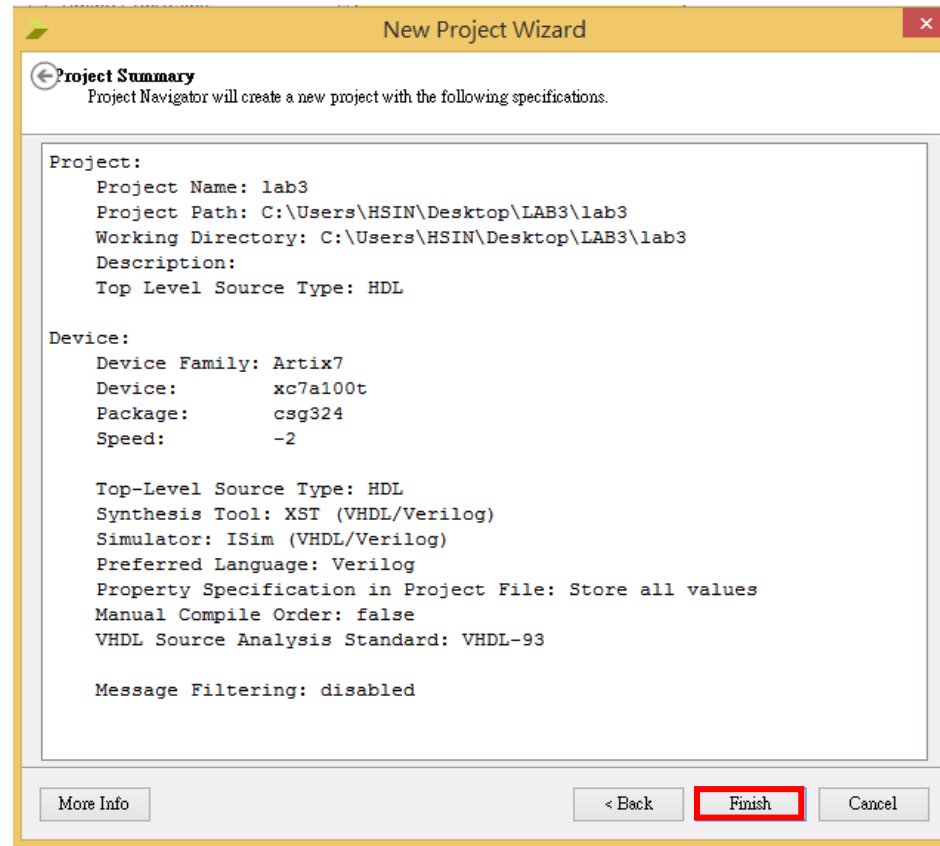 New Project Wizard
Project Summary
Project Navigator will create a new project with the following specifications.
Project:
Project Name: lab3
Project Path: C:\Users\HSIN\Desktop\LAB3\lab3
Working Directory: C:\Users\HSIN\Desktop\LAB3\lab3
Description:
Top Level Source Type: HDL
Device:
Device Family: Artix7
Device: xc7a100t
Package: csg324
Speed: -2
Top-Level Source Type: HDL
Synthesis Tool: XST (VHDL/Verilog)
Simulator: ISim (VHDL/Verilog)
Preferred Language: Verilog
Property Specification in Project File: Store all values
Manual Compile Order: false
VHDL Source Analysis Standard: VHDL-93
Message Filtering: disabled
More Info < Back Finish Cancel